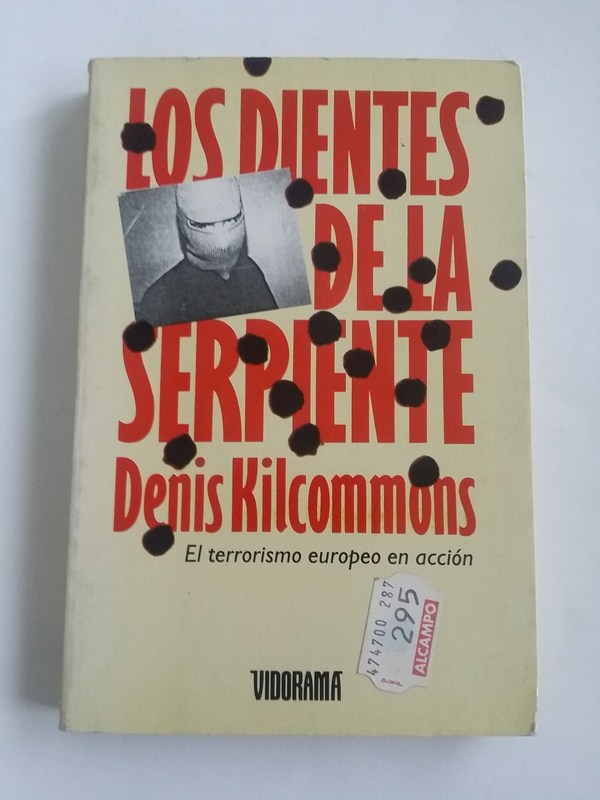 LOS DIENTES
DE LA
SERPIENTE
Denis Kilcommons
El terrorismo europeo en acción
474700 287
295
ALCAMPO
VIDORAMA